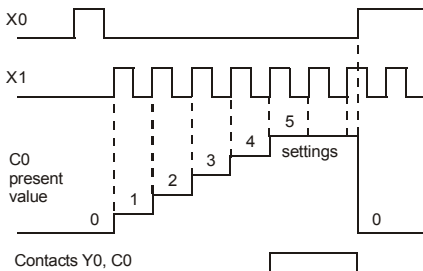 X0
X1
5
4
settings
3
C0
present
value
2
1
0
0
Contacts Y0, C0